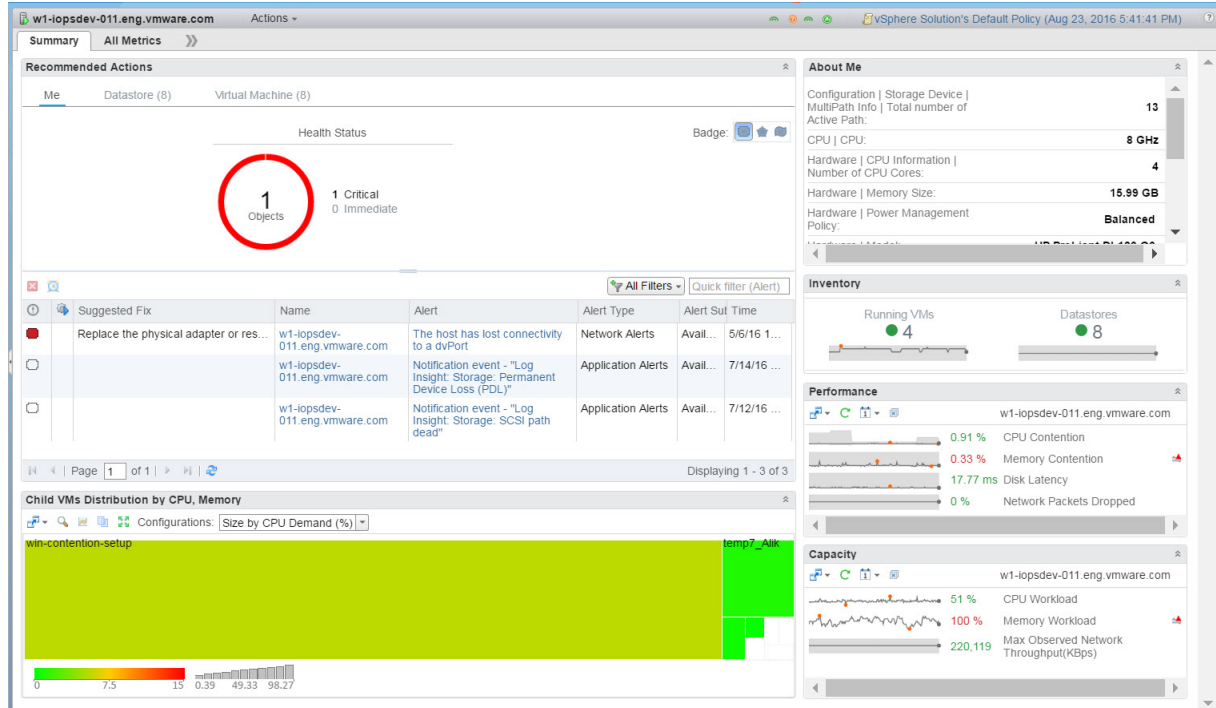 w1-iopsdev-011.eng.vmware.com Actions vSphere Solution's Default Policy (Aug 23, 2016 5:41:41 PM) ?
Summary All Metrics
Recommended Actions
Me Datastore (8) Virtual Machine (8)
Health Status Badge:
1
Objects
1 Critical
0 Immediate
All Filters Quick filter (Alert)
Suggested Fix Name Alert Alert Type Alert Sul Time
Replace the physical adapter or res... w1-iopsdev-
011.eng.vmware.com The host has lost connectivity
to a dvPort Network Alerts Avail... 5/6/16 1...
w1-iopsdev-
011.eng.vmware.com Notification event - "Log
Insight: Storage: Permanent
Device Loss (PDL)" Application Alerts Avail... 7/14/16 ...
w1-iopsdev-
011.eng.vmware.com Notification event - "Log
Insight: Storage: SCSI path
dead" Application Alerts Avail... 7/12/16 ...
Page 1 of 1 Displaying 1 - 3 of 3
Child VMs Distribution by CPU, Memory
Configurations: Size by CPU Demand (%)
win-contention-setup temp7_Alik
0 7.5 15 0.39 49.33 98.27
About Me
Configuration | Storage Device |
MultiPath Info | Total number of
Active Path: 13
CPU | CPU: 8 GHz
Hardware | CPU Information |
Number of CPU Cores: 4
Hardware | Memory Size: 15.99 GB
Hardware | Power Management
Policy: Balanced
Inventory
Running VMs Datastores
4 8
Performance
w1-iopsdev-011.eng.vmware.com
0.91 % CPU Contention
0.33 % Memory Contention
17.77 ms Disk Latency
0 % Network Packets Dropped
Capacity
w1-iopsdev-011.eng.vmware.com
51 % CPU Workload
100 % Memory Workload
220,119 Max Observed Network
Throughput(KBps)